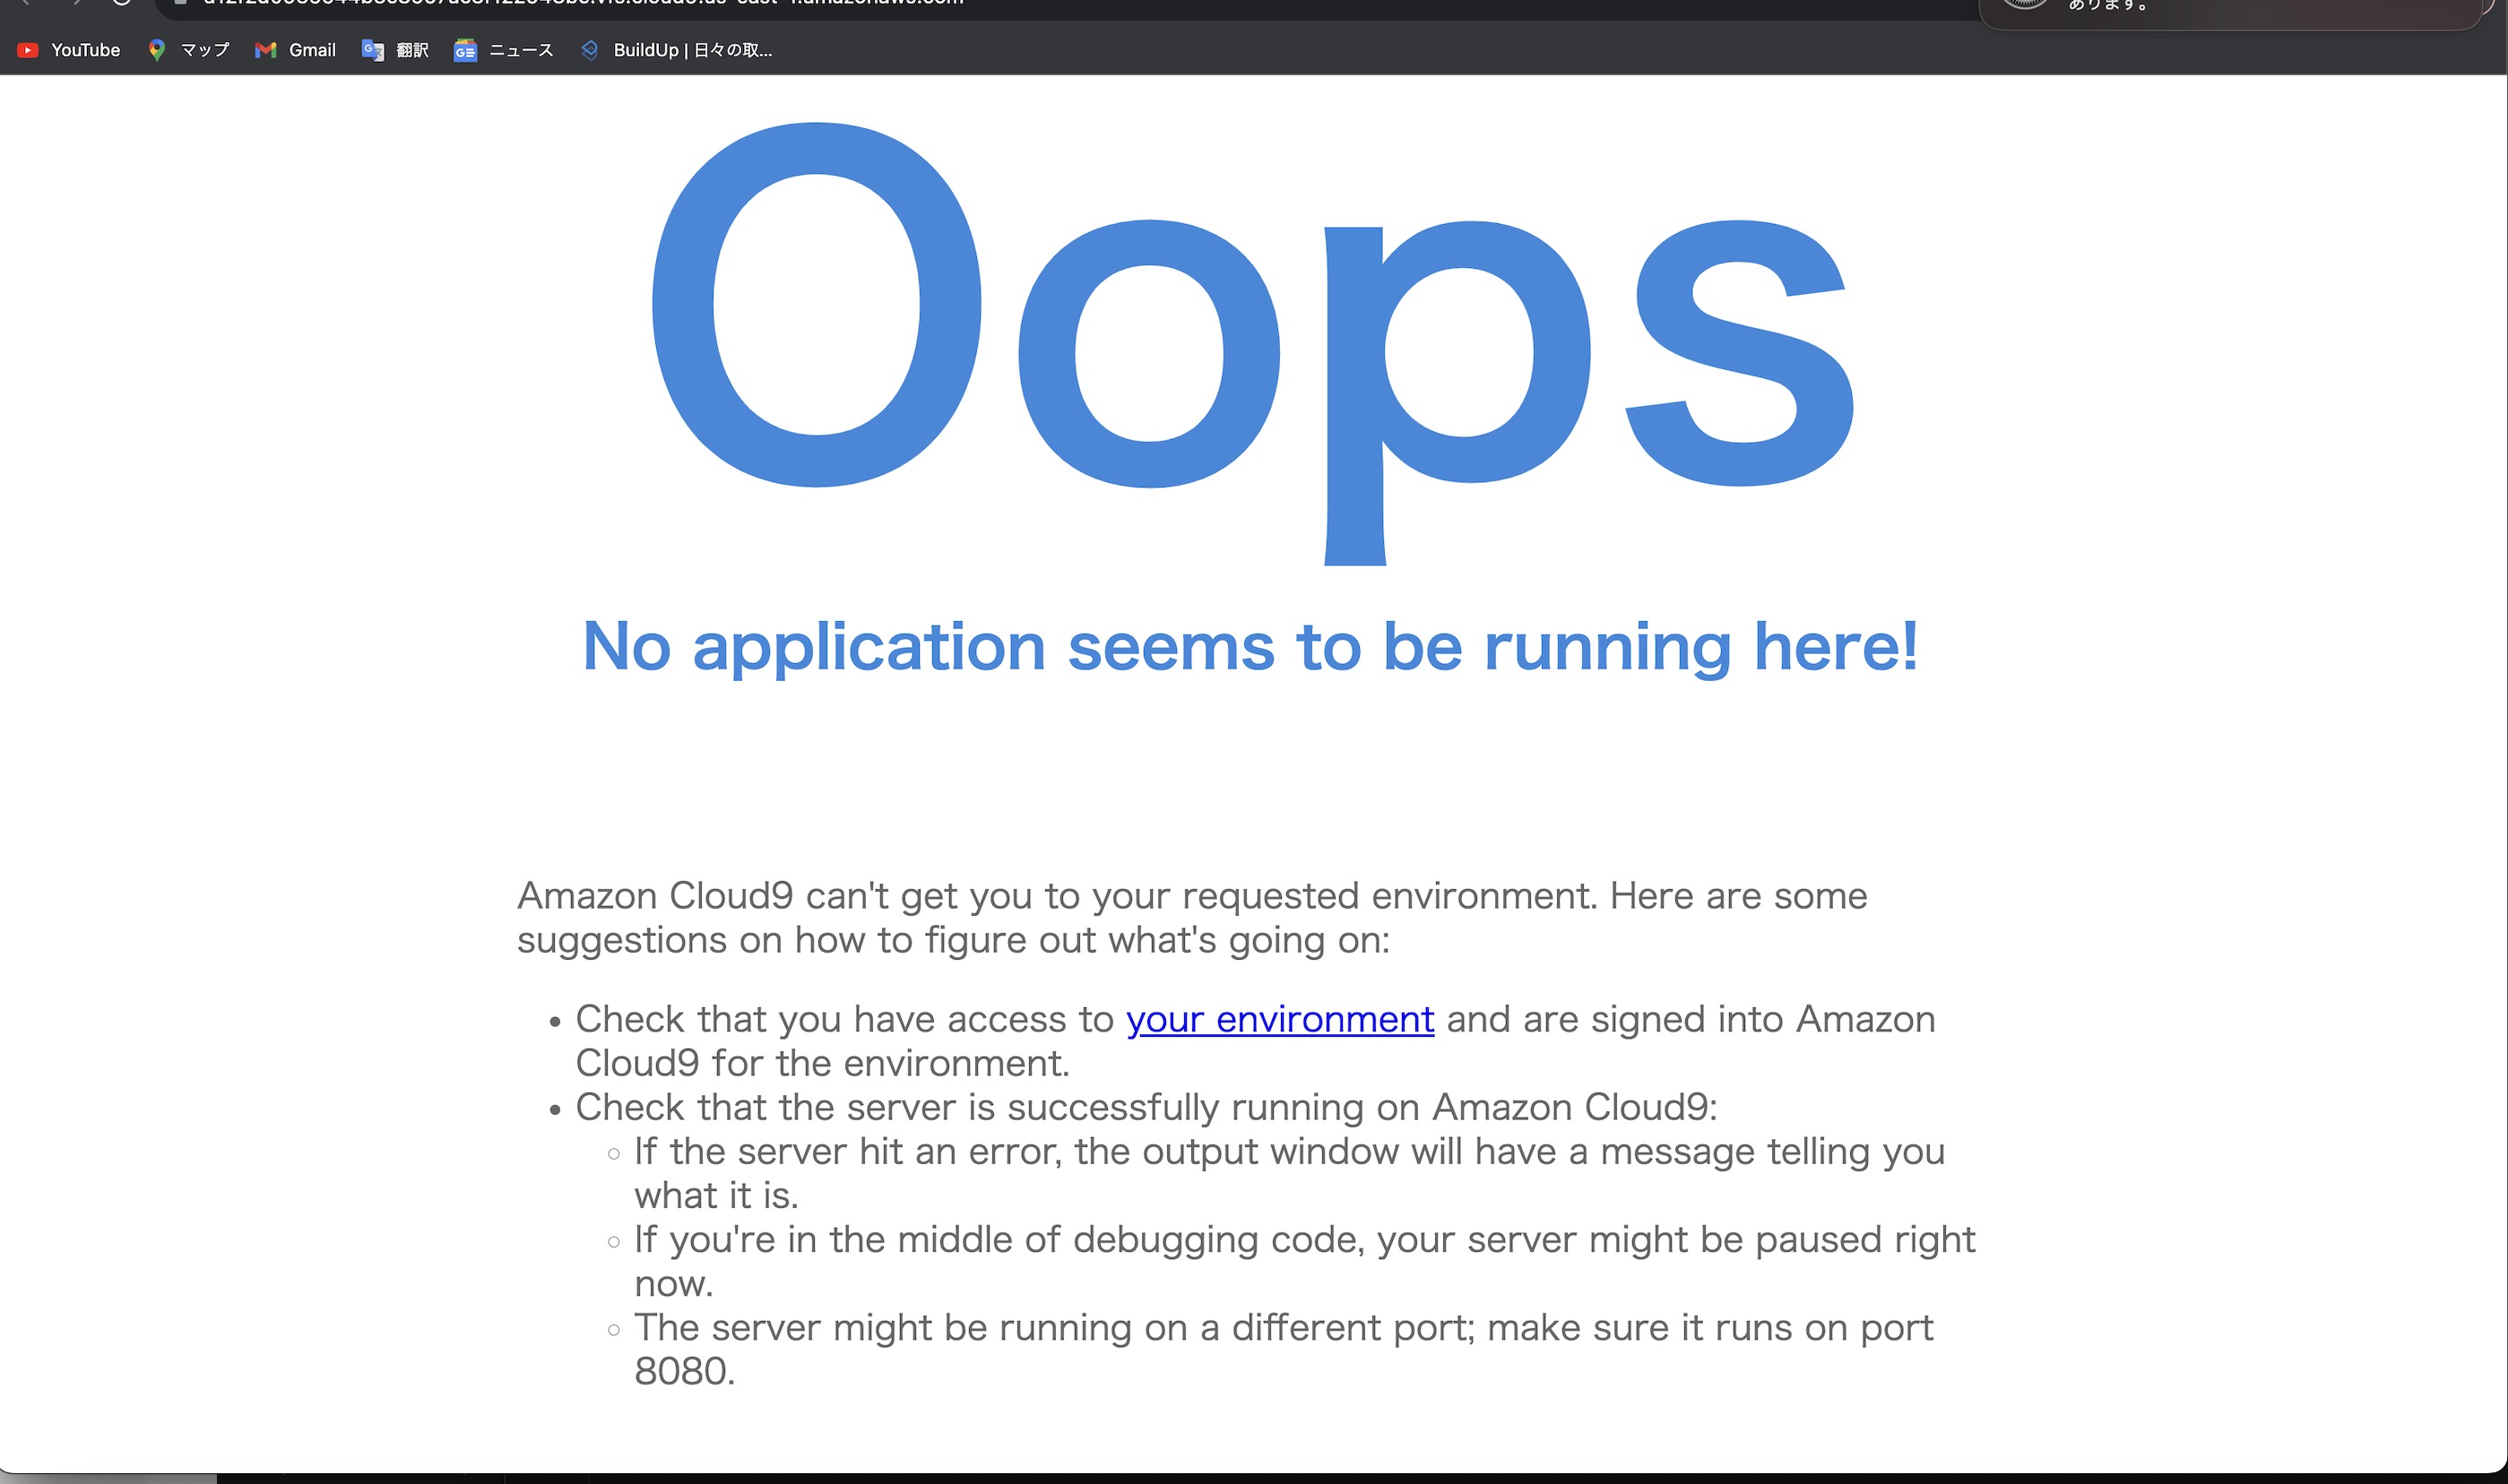 YouTube マップ Gmail 翻訳 ニュース BuildUp | 日々の取...
あります。
Oops
No application seems to be running here!
Amazon Cloud9 can't get you to your requested environment. Here are some
suggestions on how to figure out what's going on:
• Check that you have access to your environment and are signed into Amazon
Cloud9 for the environment.
• Check that the server is successfully running on Amazon Cloud9:
○ If the server hit an error, the output window will have a message telling you
what it is.
○ If you're in the middle of debugging code, your server might be paused right
now.
○ The server might be running on a different port; make sure it runs on port
8080.